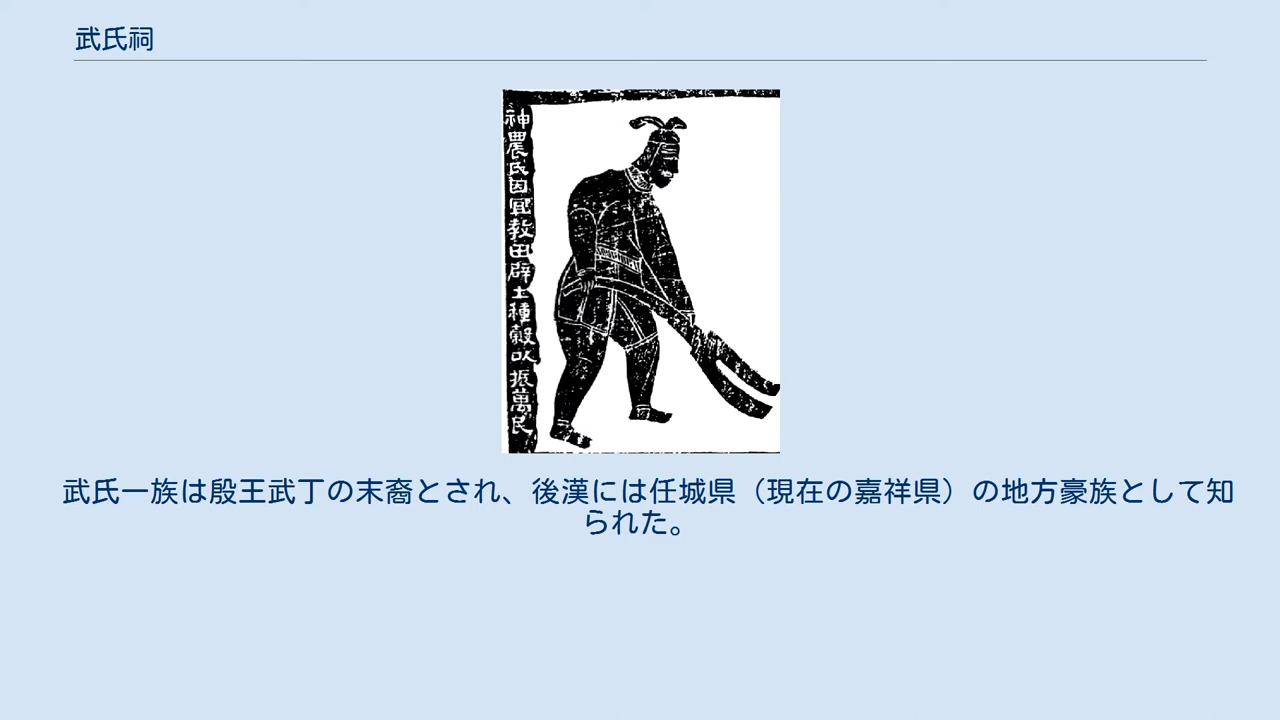 武氏祠
神農氏因宜教田辟土種穀以振萬民
武氏一族は殷王武丁の末裔とされ、後漢には任城県（現在の嘉祥県）の地方豪族として知
られた。